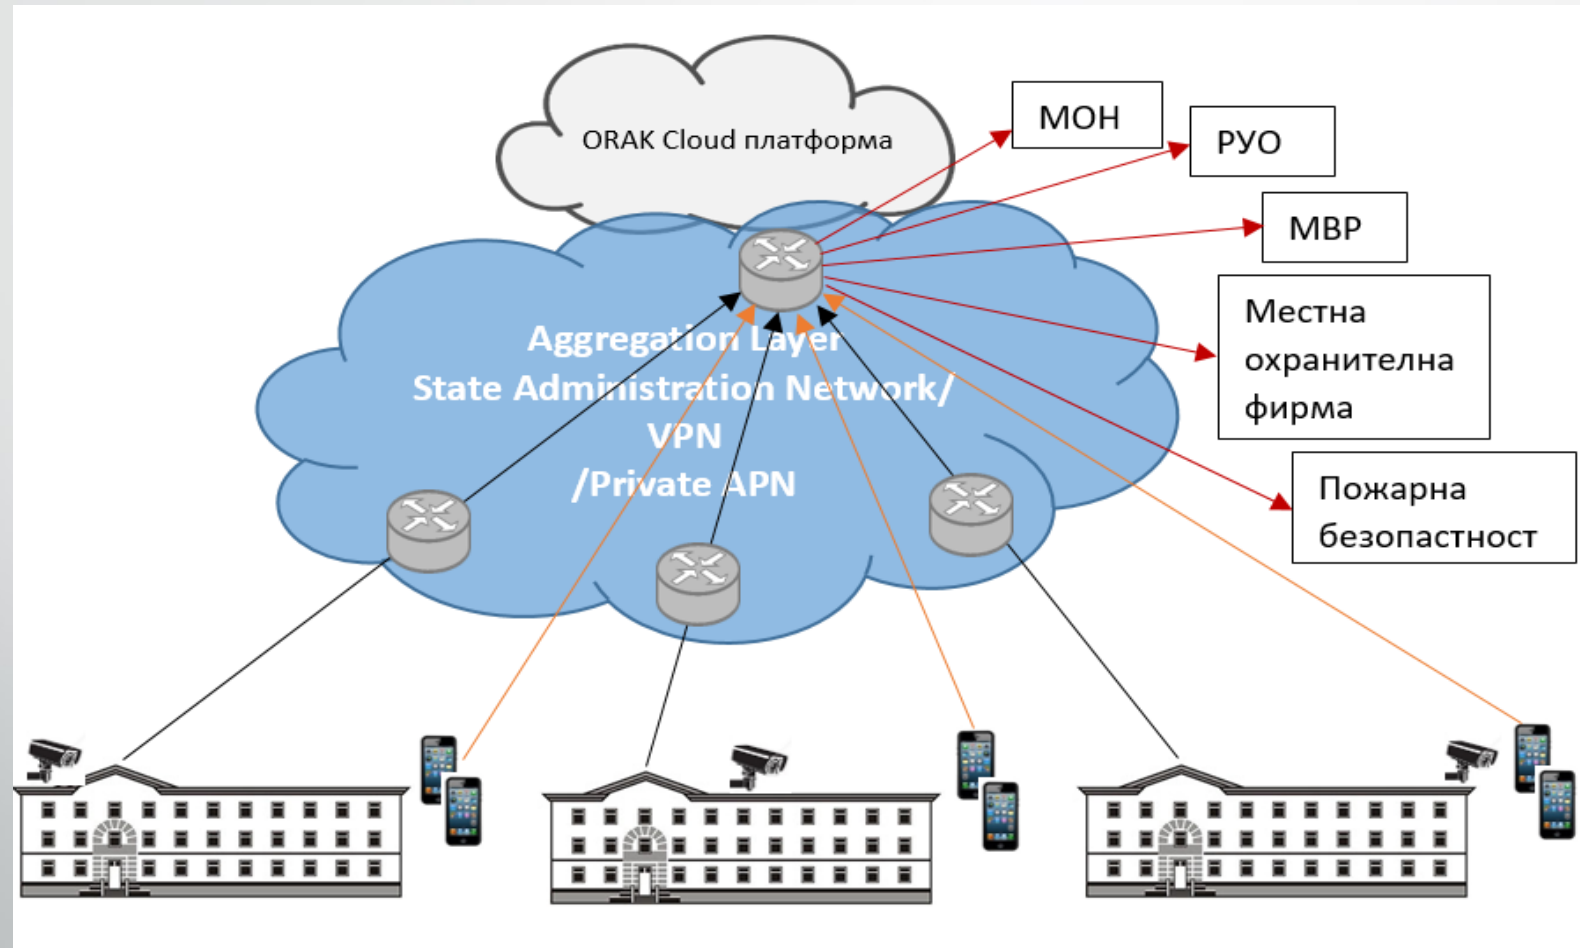 ORAK Cloud платформа
МОН
РУО
МВР
Местна
охранителна
фирма
Пожарна
безопастност
Aggregation Layer
State Administration Network/
VPN
/Private APN